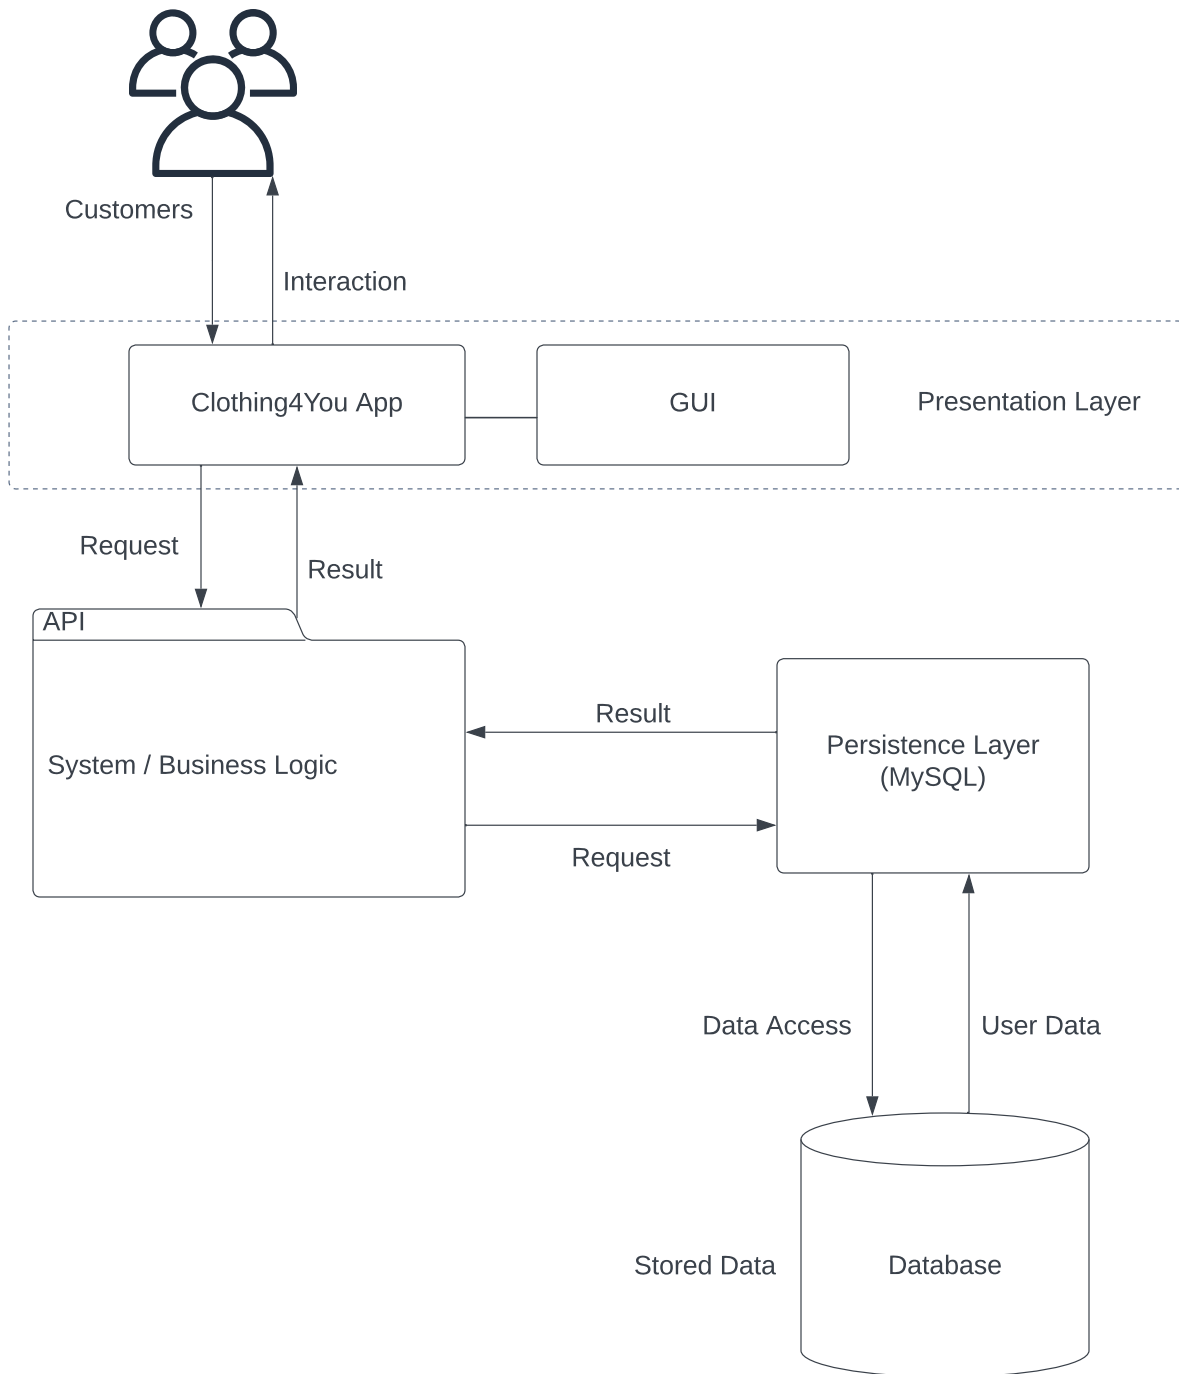 Customers
Interaction
Clothing4You App
GUI
Presentation Layer
Request
Result
API
System / Business Logic
Result
Request
Persistence Layer
(MySQL)
Data Access
User Data
Stored Data
Database